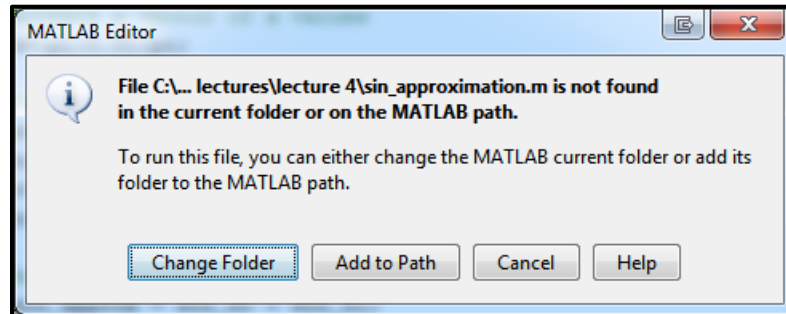 MATLAB Editor
File C:\... lectures\lecture 4\sin_approximation.m is not found
in the current folder or on the MATLAB path.
To run this file, you can either change the MATLAB current folder or add its
folder to the MATLAB path.
Change Folder Add to Path Cancel Help